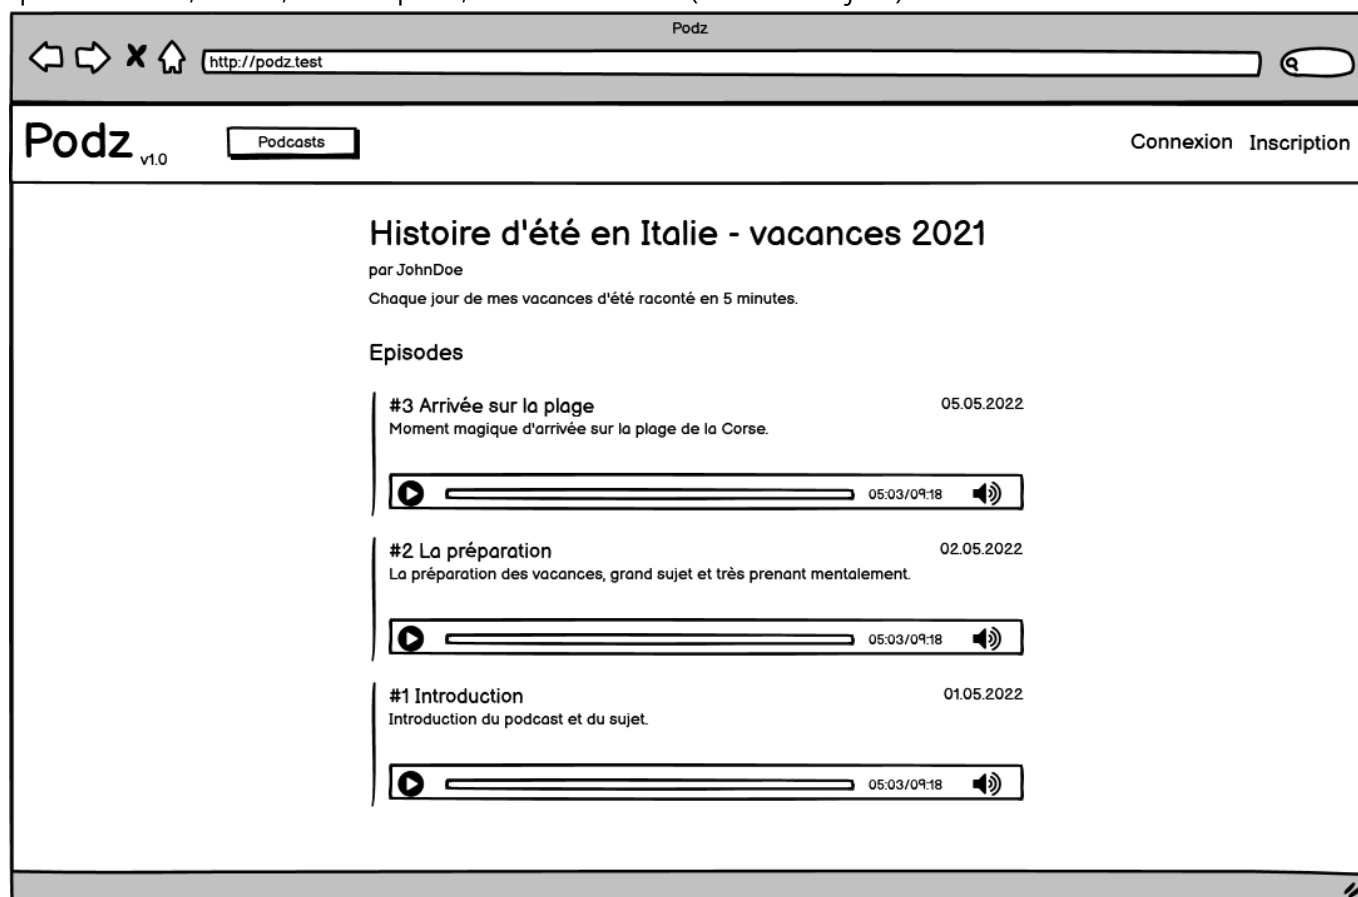 Podz
http://podz.test
Podz v1.0
Podcasts
Connexion Inscription
Histoire d'été en Italie - vacances 2021
par JohnDoe
Chaque jour de mes vacances d'été raconté en 5 minutes.
Episodes
#3 Arrivée sur la plage 05.05.2022
Moment magique d'arrivée sur la plage de la Corse.
05:03/09:18
#2 La préparation 02.05.2022
La préparation des vacances, grand sujet et très prenant mentalement.
05:03/09:18
#1 Introduction 01.05.2022
Introduction du podcast et du sujet.
05:03/09:18